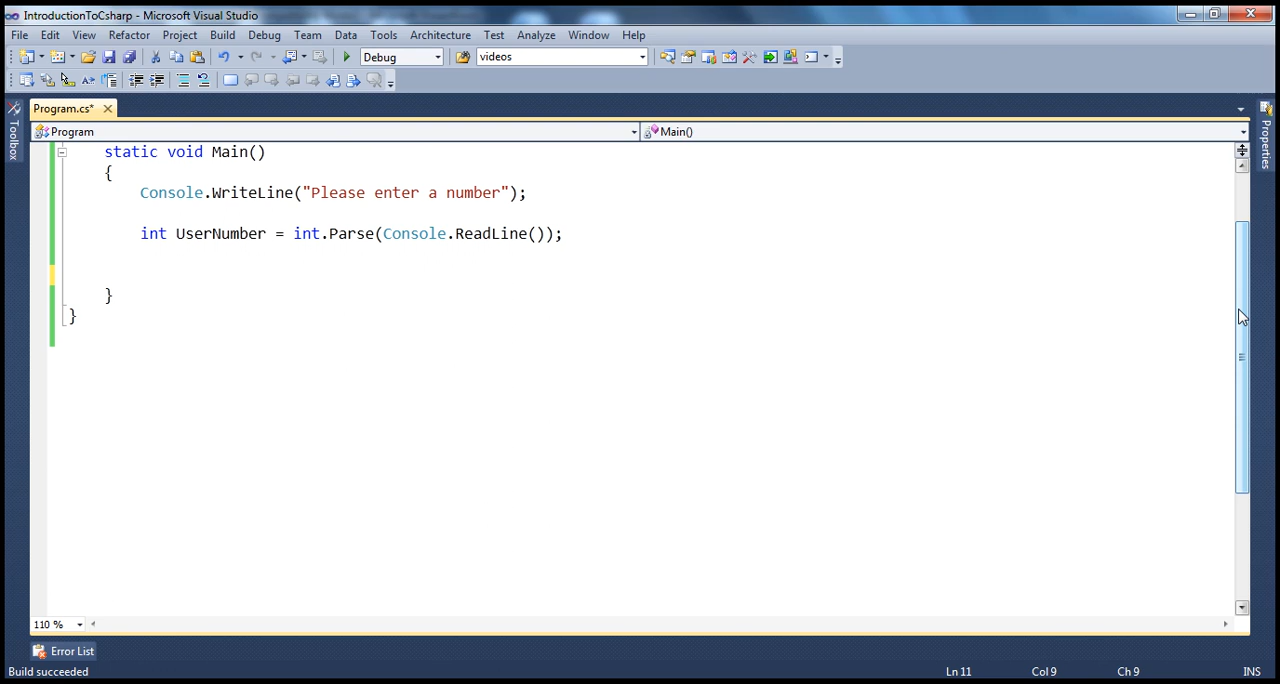 IntroductionToCsharp - Microsoft Visual Studio
File Edit View Refactor Project Build Debug Team Data Tools Architecture Test Analyze Window Help
Debug videos
Program.cs*
Program Main()
Toolbox
Properties
static void Main()
{
Console.WriteLine("Please enter a number");
int UserNumber = int.Parse(Console.ReadLine());
}
}
110 %
Error List
Build succeeded Ln 11 Col 9 Ch 9 INS